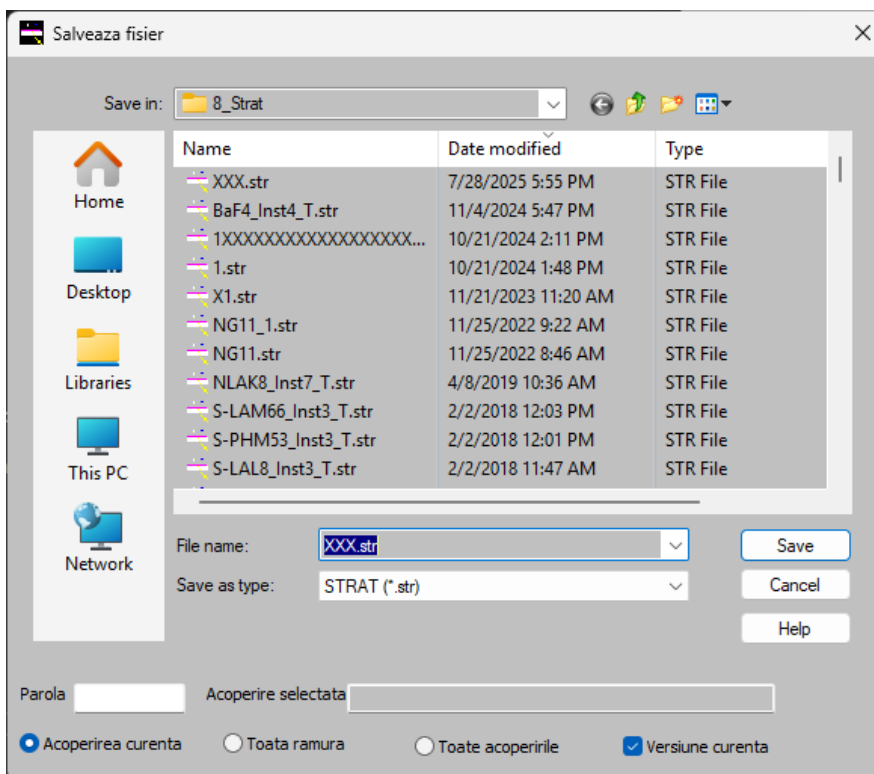 Salveaza fisier
Save in: 8_Strat
Name Date modified Type
XXX.str 7/28/2025 5:55 PM STR File
BaF4_Inst4_T.str 11/4/2024 5:47 PM STR File
1XXXXXXXXXXXXXXXXXX... 10/21/2024 2:11 PM STR File
1.str 10/21/2024 1:48 PM STR File
X1.str 11/21/2023 11:20 AM STR File
NG11_1.str 11/25/2022 9:22 AM STR File
NG11.str 11/25/2022 8:46 AM STR File
NLAK8_Inst7_T.str 4/8/2019 10:36 AM STR File
S-LAM66_Inst3_T.str 2/2/2018 12:03 PM STR File
S-PHM53_Inst3_T.str 2/2/2018 12:01 PM STR File
S-LAL8_Inst3_T.str 2/2/2018 11:47 AM STR File
Home
Desktop
Libraries
This PC
Network
File name: XXX.str Save
Save as type: STRAT (*.str) Cancel
Help
Parola Acoperire selectata
Acoperirea curenta Toata ramura Toate acoperirile Versiune curenta